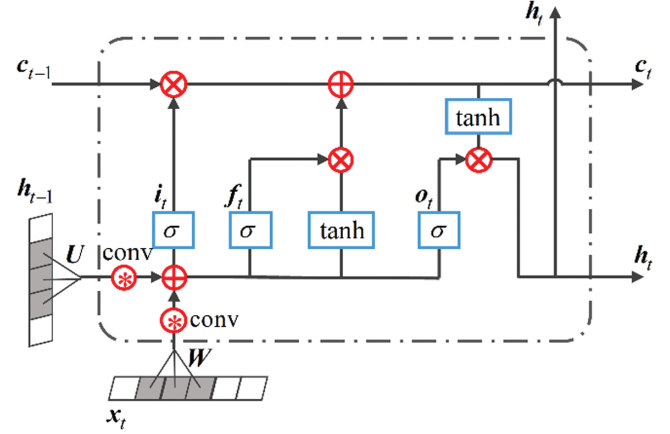 h_t
c_{t-1}
c_t
tanh
h_{t-1}
i_t
f_t
o_t
σ
σ
tanh
σ
U
conv
h_t
conv
W
x_t